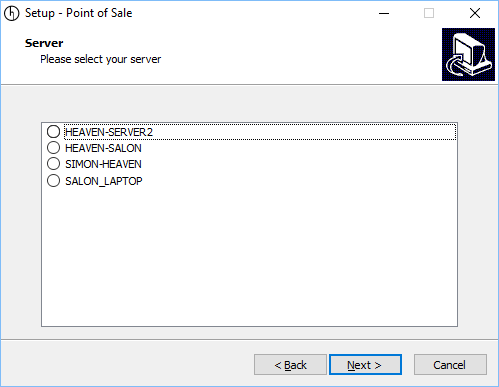 Setup - Point of Sale
Server
Please select your server
HEAVEN-SERVER2
HEAVEN-SALON
SIMON-HEAVEN
SALON_LAPTOP
< Back
Next >
Cancel